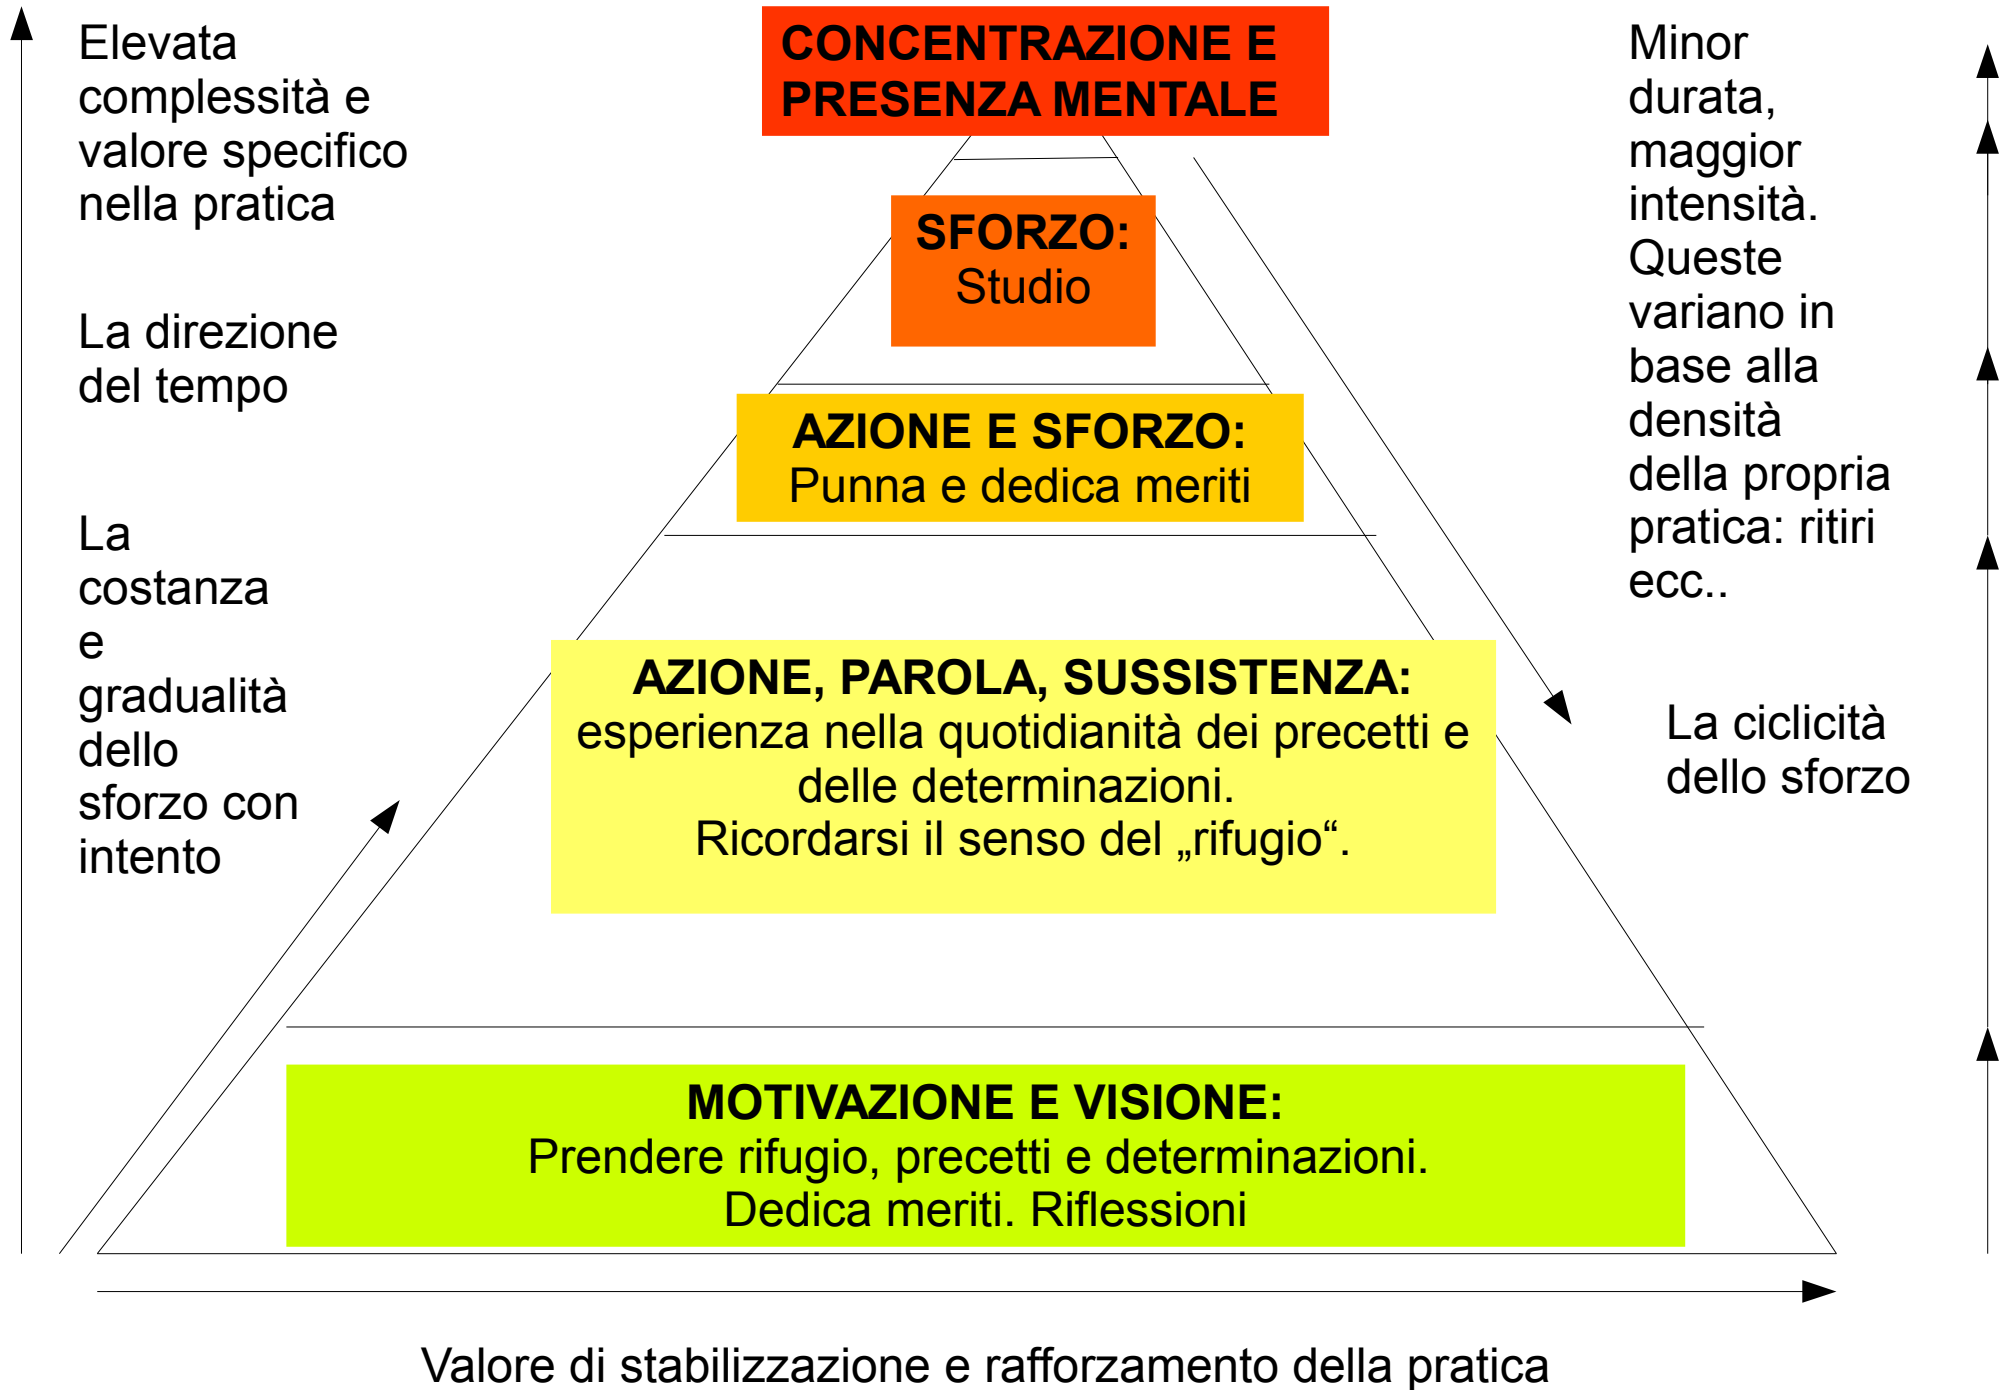 Elevata
complessità e
valore specifico
nella pratica
La direzione
del tempo
La
costanza
e
gradualità
dello
sforzo con
intento
CONCENTRAZIONE E
PRESENZA MENTALE
SFORZO:
Studio
AZIONE E SFORZO:
Punna e dedica meriti
AZIONE, PAROLA, SUSSISTENZA:
esperienza nella quotidianità dei precetti e
delle determinazioni.
Ricordarsi il senso del „rifugio“.
MOTIVAZIONE E VISIONE:
Prendere rifugio, precetti e determinazioni.
Dedica meriti. Riflessioni
Minor
durata,
maggior
intensità.
Queste
variano in
base alla
densità
della propria
pratica: ritiri
ecc..
La ciclicità
dello sforzo
Valore di stabilizzazione e rafforzamento della pratica